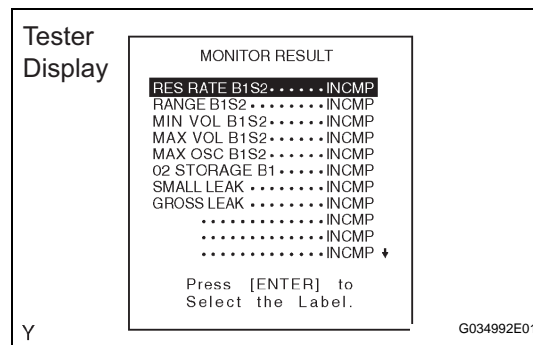 Tester
Display
MONITOR RESULT
RES RATE B1S2······INCMP
RANGE B1S2········INCMP
MIN VOL B1S2······INCMP
MAX VOL B1S2······INCMP
MAX OSC B1S2······INCMP
02 STORAGE B1·····INCMP
SMALL LEAK········INCMP
GROSS LEAK········INCMP
·············INCMP
·············INCMP
·············INCMP
Press [ENTER] to
Select the Label.
Y
G034992E01